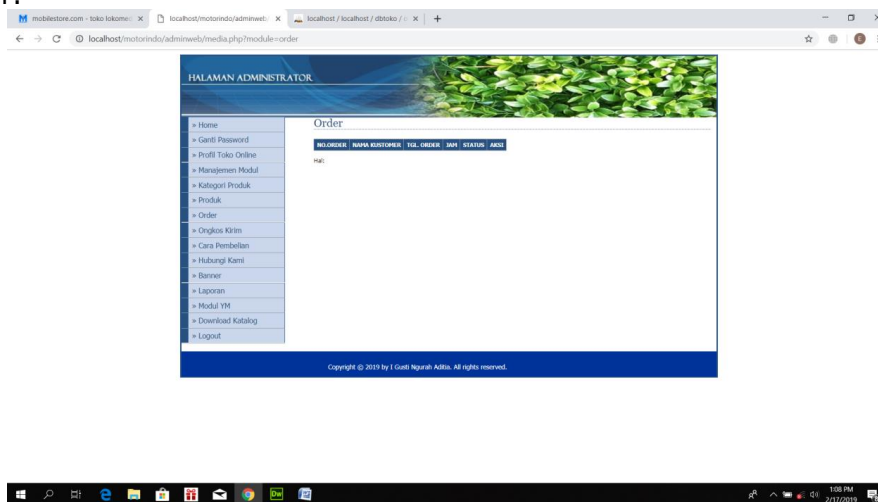 mobilestore.com - toko lokomed
localhost/motorindo/adminweb
localhost / localhost / dbtoko /
localhost/motorindo/adminweb/media.php?module=order
E
HALAMAN ADMINISTRATOR
» Home
» Ganti Password
» Profil Toko Online
» Manajemen Modul
» Kategori Produk
» Produk
» Order
» Ongkos Kirim
» Cara Pembelian
» Hubungi Kami
» Banner
» Laporan
» Modul YM
» Download Katalog
» Logout
Order
NO.ORDER NAMA KUSTOMER TGL. ORDER JAM STATUS AKSI
Hal:
Copyright © 2019 by I Gusti Ngurah Aditia. All rights reserved.
Dw
1:08 PM
2/17/2019